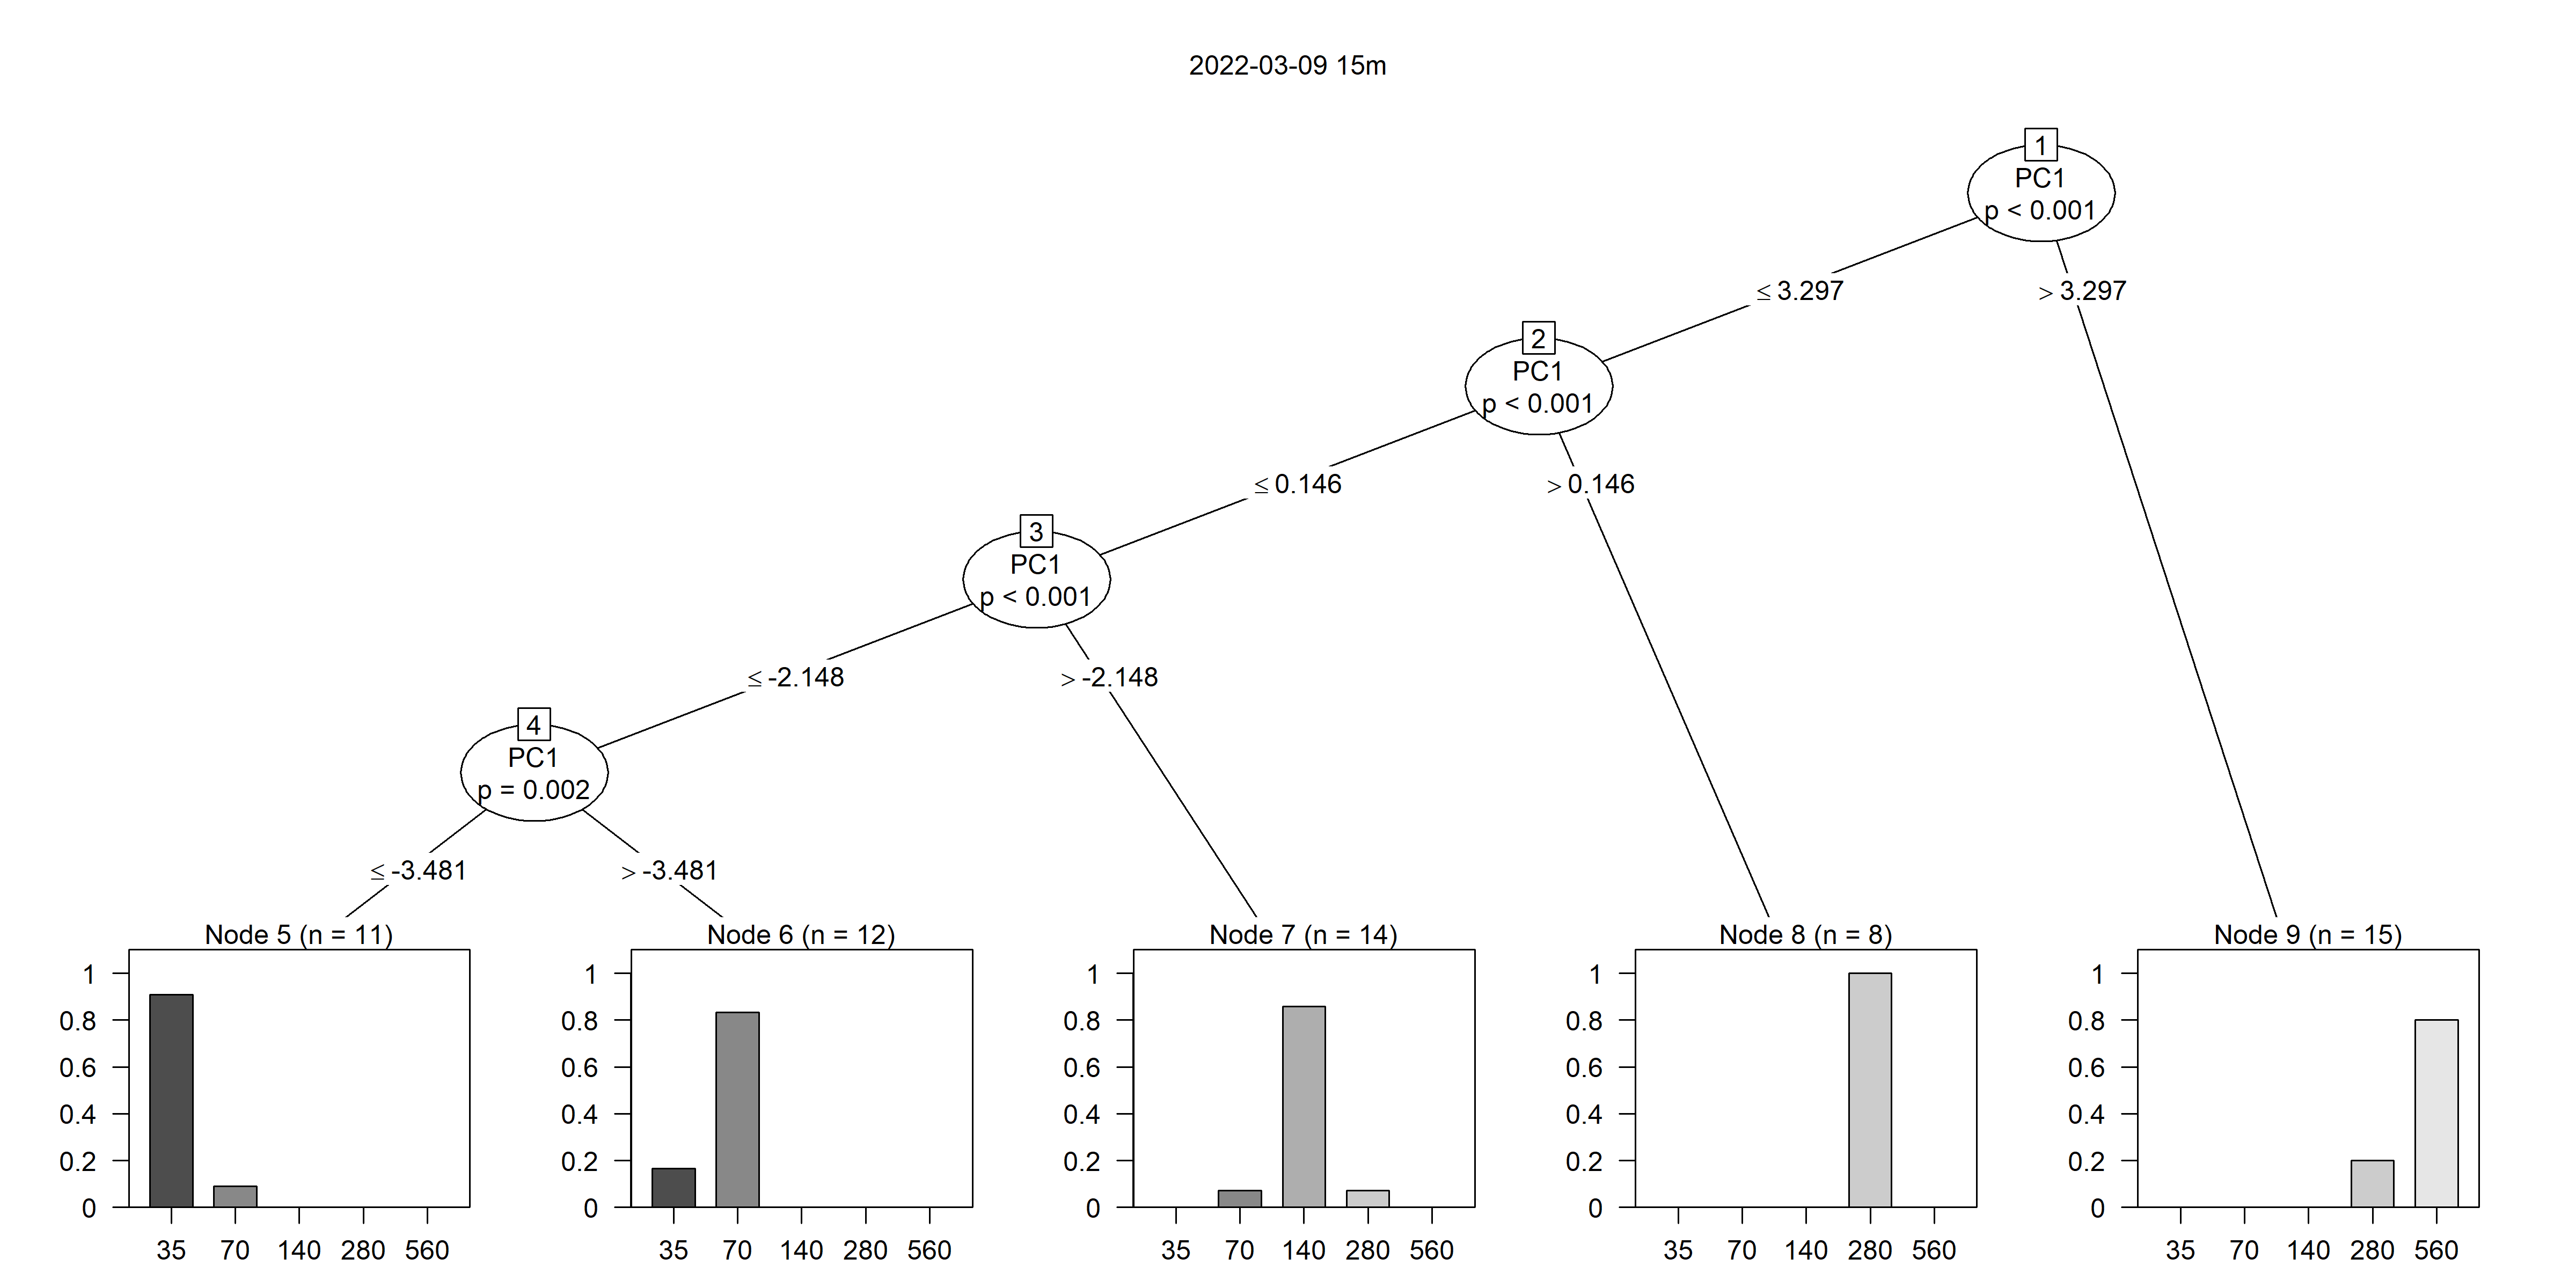 2022-03-09 15m
1
PC1
p < 0.001
≤ 3.297
> 3.297
2
PC1
p < 0.001
≤ 0.146
> 0.146
3
PC1
p < 0.001
≤ -2.148
> -2.148
4
PC1
p = 0.002
≤ -3.481
> -3.481
Node 5 (n = 11)
1
0.8
0.6
0.4
0.2
0
35 70 140 280 560
Node 6 (n = 12)
1
0.8
0.6
0.4
0.2
0
35 70 140 280 560
Node 7 (n = 14)
1
0.8
0.6
0.4
0.2
0
35 70 140 280 560
Node 8 (n = 8)
1
0.8
0.6
0.4
0.2
0
35 70 140 280 560
Node 9 (n = 15)
1
0.8
0.6
0.4
0.2
0
35 70 140 280 560